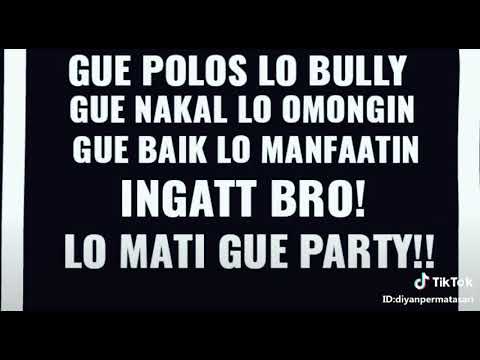 GUE POLOS LO BULLY
GUE NAKAL LO OMONGIN
GUE BAIK LO MANFAATIN
INGATT BRO!
LO MATI GUE PARTY!!
TikTok
ID:diyanpermatasari